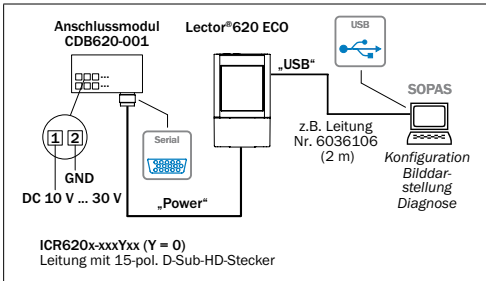 Anschlussmodul
CDB620-001
Lector®620 ECO
USB
„USB“
SOPAS
Serial
1 2
z.B. Leitung
Nr. 6036106
(2 m)
Konfiguration
Bilddar-
stellung
Diagnose
GND
DC 10 V ... 30 V
„Power“
ICR620x-xxxYxx (Y = 0)
Leitung mit 15-pol. D-Sub-HD-Stecker